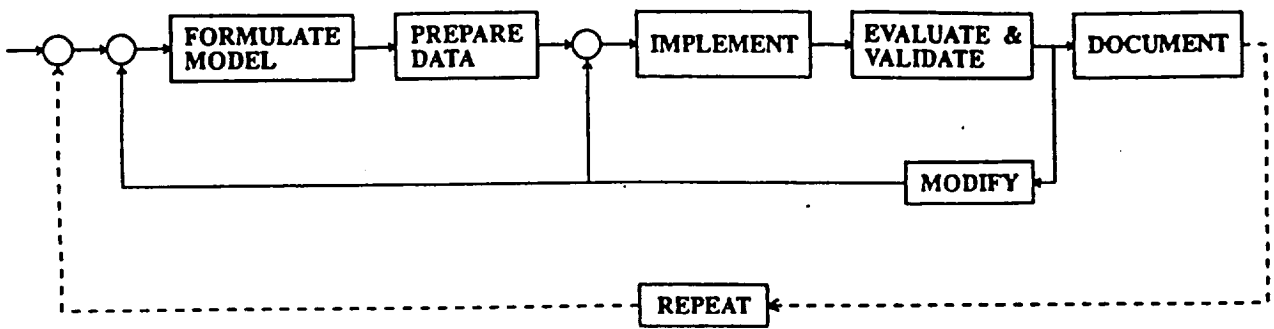 FORMULATE
MODEL
PREPARE
DATA
IMPLEMENT
EVALUATE &
VALIDATE
DOCUMENT
MODIFY
REPEAT